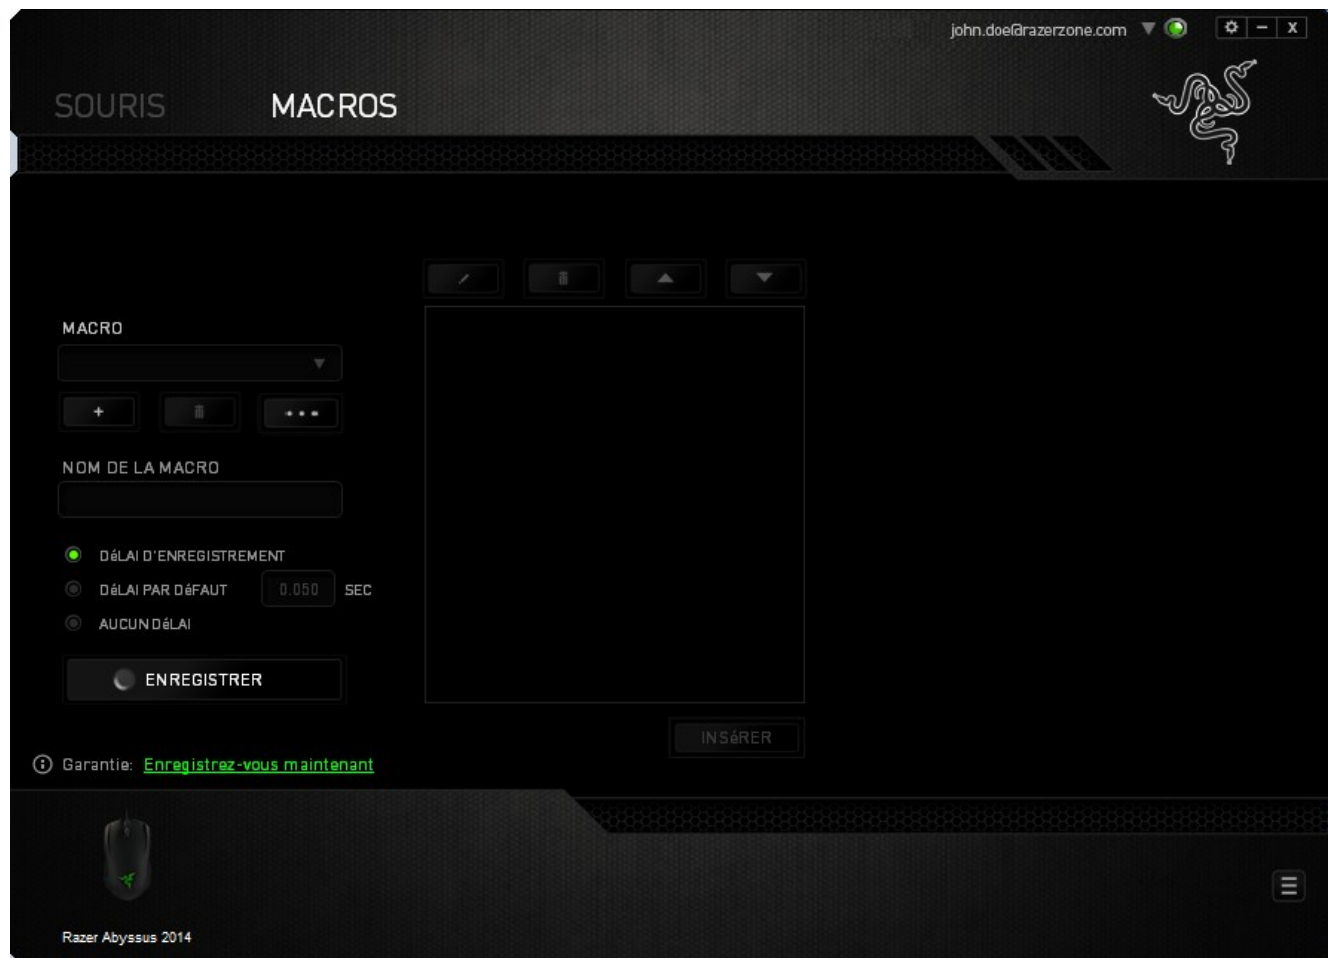 john.doe@razerzone.com
SOURIS MACROS
MACRO
NOM DE LA MACRO
DéLAI D'ENREGISTREMENT
DéLAI PAR DéFAUT 0.050 SEC
AUCUN DéLAI
ENREGISTRER
INSéRER
Garantie: Enregistrez-vous maintenant
Razer Abyssus 2014